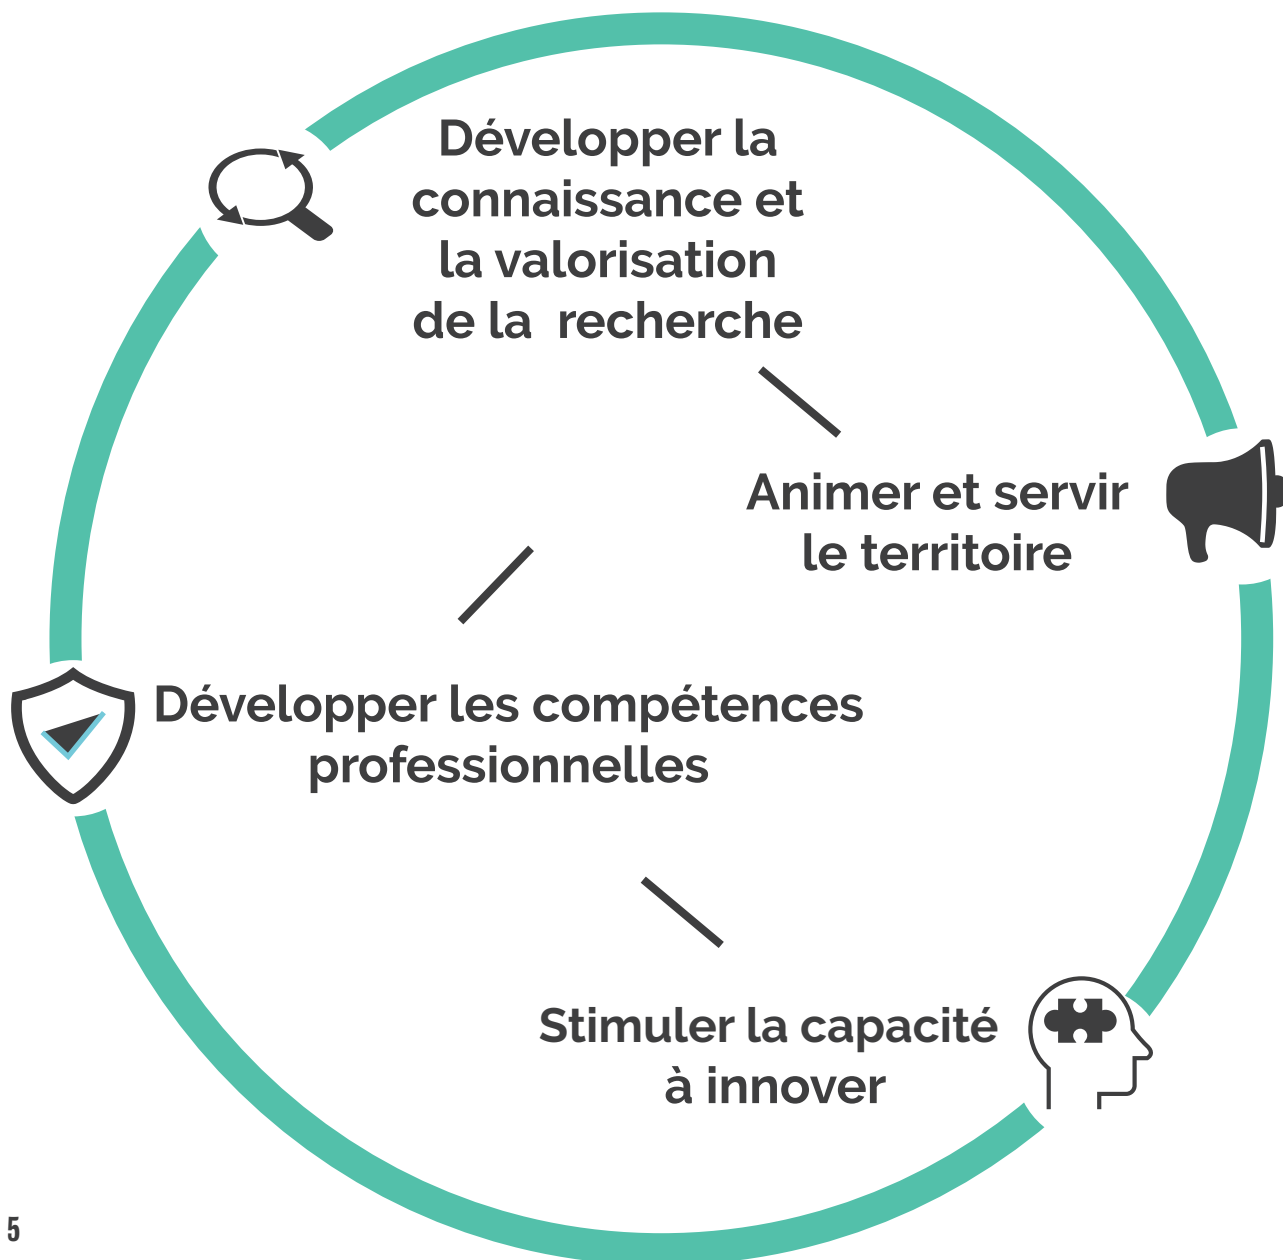 Développer la
connaissance et
la valorisation
de la recherche
Animer et servir
le territoire
Développer les compétences
professionnelles
Stimuler la capacité
à innover
5